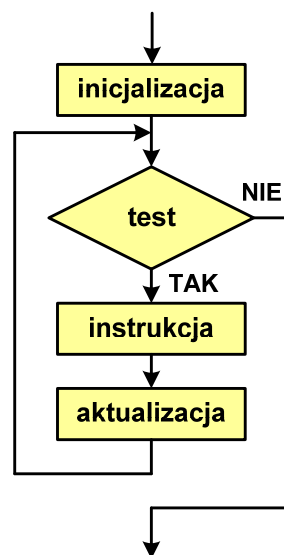 inicjalizacja
test
NIE
TAK
instrukcja
aktualizacja